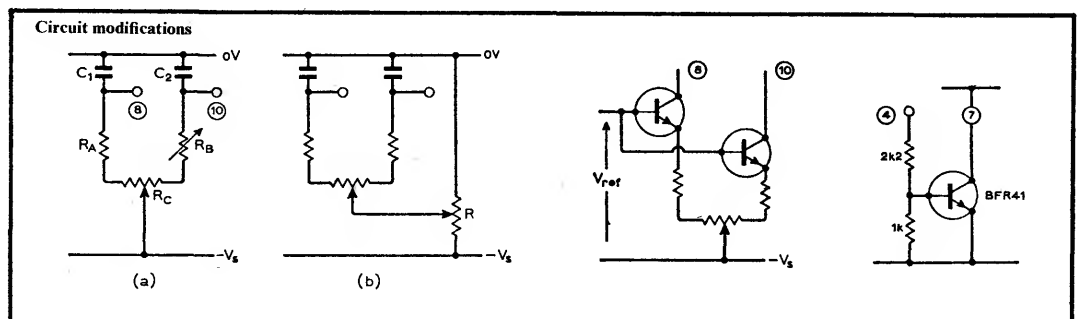 Circuit modifications
0V
C1
C2
8
10
RA
RB
RC
-Vs
(a)
0V
R
-Vs
(b)
8
10
Vref
-Vs
4
7
2k2
BFR41
1k